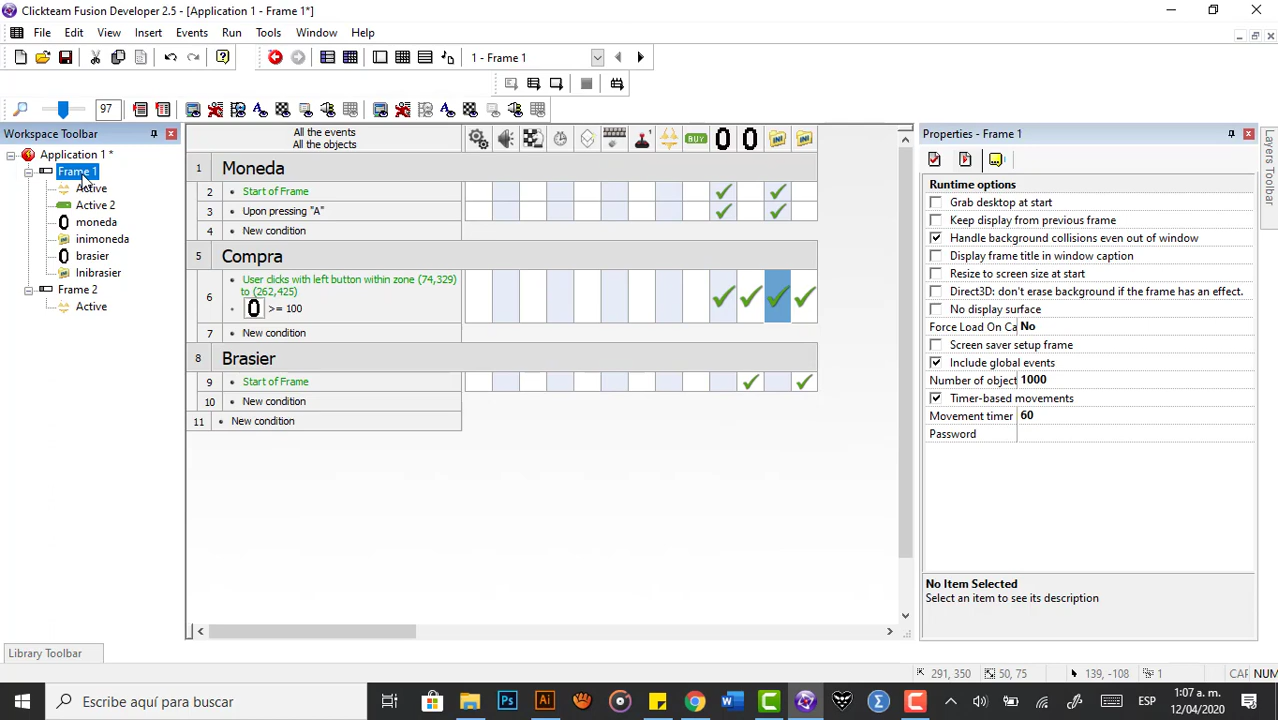 Clickteam Fusion Developer 2.5 - [Application 1 - Frame 1*]
File Edit View Insert Events Run Tools Window Help
1 - Frame 1
97
Workspace Toolbar
Application 1 *
Frame 1
Active
Active 2
moneda
inimoneda
brasier
Inibrasier
Frame 2
Active
Library Toolbar
All the events
All the objects
BUY 0 0
1 Moneda
2 Start of Frame
3 Upon pressing "A"
4 New condition
5 Compra
6 User clicks with left button within zone (74,329)
to (262,425)
0 >= 100
7 New condition
8 Brasier
9 Start of Frame
10 New condition
11 New condition
Properties - Frame 1
Runtime options
Grab desktop at start
Keep display from previous frame
Handle background collisions even out of window
Display frame title in window caption
Resize to screen size at start
Direct3D: don't erase background if the frame has an effect.
No display surface
Force Load On Ca No
Screen saver setup frame
Include global events
Number of object 1000
Timer-based movements
Movement timer 60
Password
No Item Selected
Select an item to see its description
Layers Toolbar
291, 350 50, 75 139, -108 1 CAF NUM
Escribe aquí para buscar
ESP
1:07 a. m.
12/04/2020